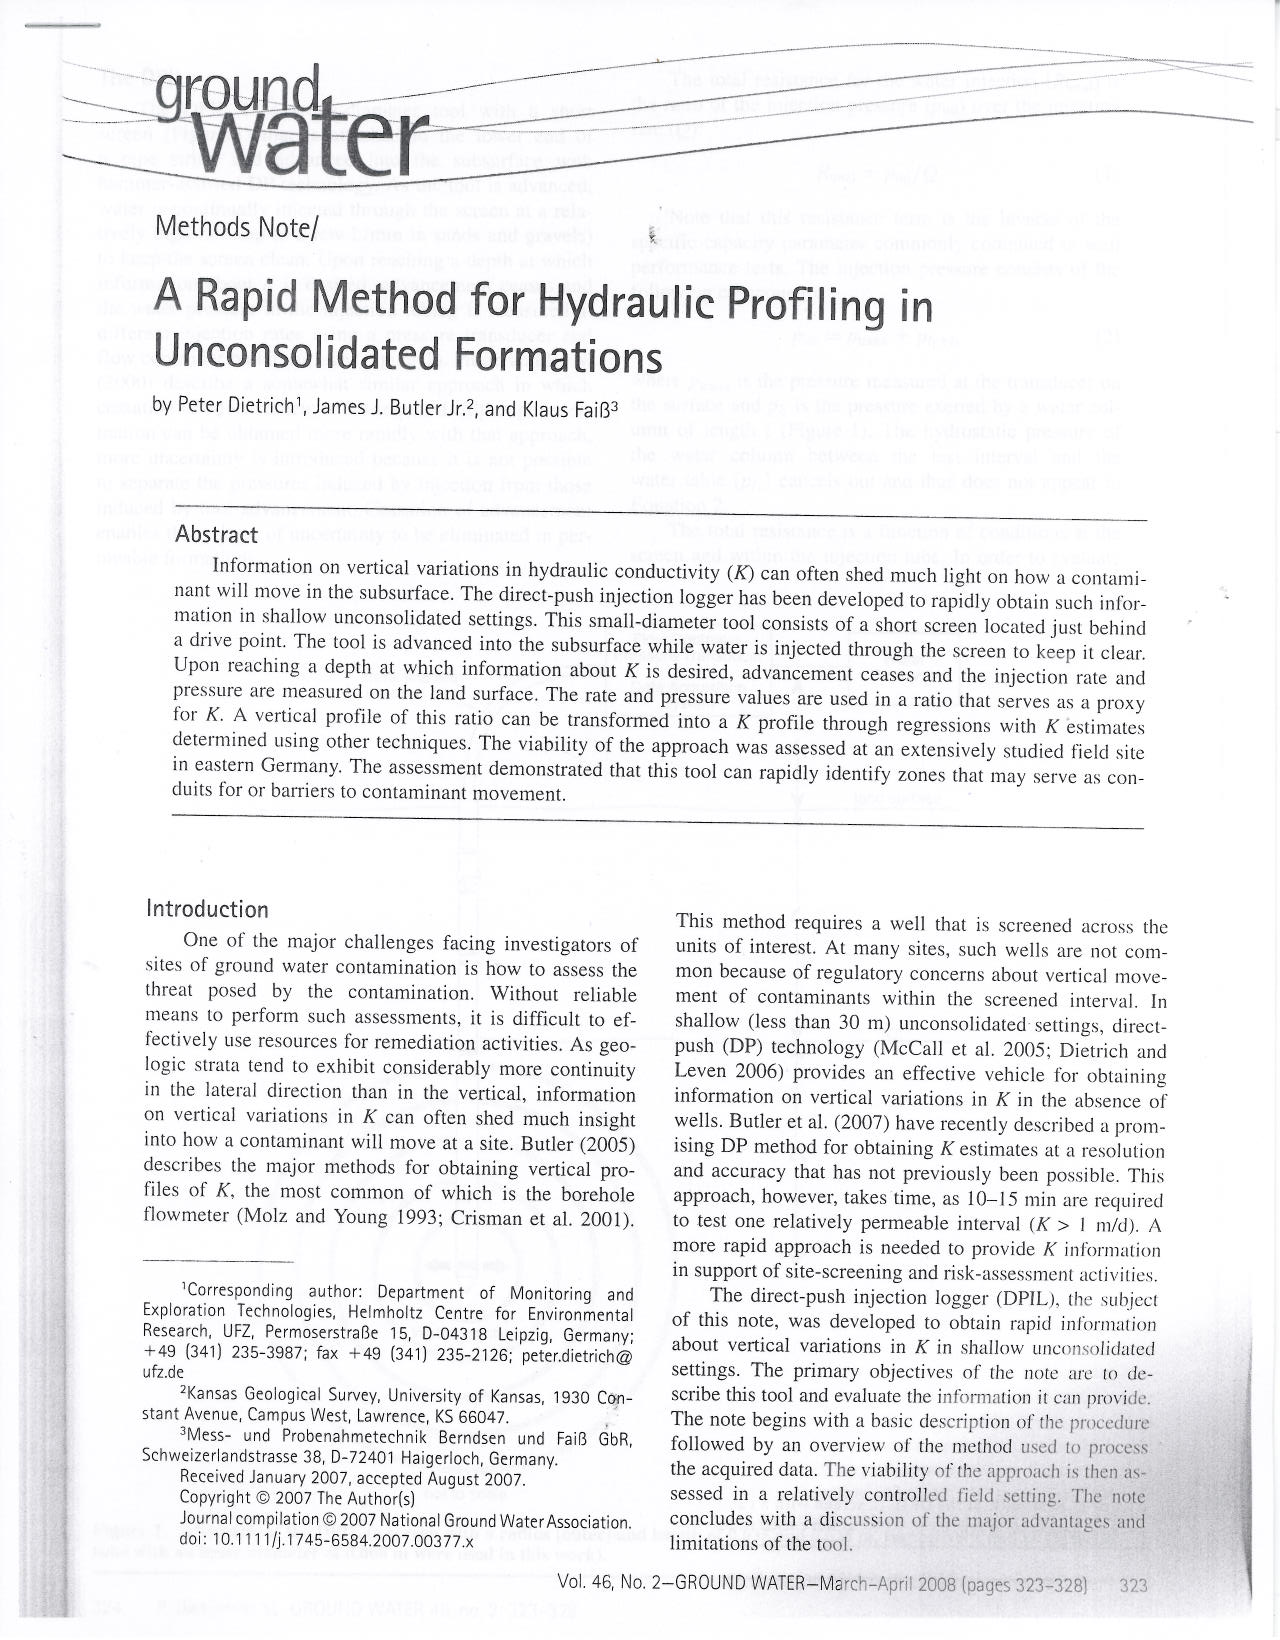 ground
water
Methods Note/
A Rapid Method for Hydraulic Profiling in
Unconsolidated Formations
by Peter Dietrich¹, James J. Butler Jr.², and Klaus Faiß³
Abstract
Information on vertical variations in hydraulic conductivity (K) can often shed much light on how a contami-
nant will move in the subsurface. The direct-push injection logger has been developed to rapidly obtain such infor-
mation in shallow unconsolidated settings. This small-diameter tool consists of a short screen located just behind
a drive point. The tool is advanced into the subsurface while water is injected through the screen to keep it clear.
Upon reaching a depth at which information about K is desired, advancement ceases and the injection rate and
pressure are measured on the land surface. The rate and pressure values are used in a ratio that serves as a proxy
for K. A vertical profile of this ratio can be transformed into a K profile through regressions with K estimates
determined using other techniques. The viability of the approach was assessed at an extensively studied field site
in eastern Germany. The assessment demonstrated that this tool can rapidly identify zones that may serve as con-
duits for or barriers to contaminant movement.
Introduction
One of the major challenges facing investigators of
sites of ground water contamination is how to assess the
threat posed by the contamination. Without reliable
means to perform such assessments, it is difficult to ef-
fectively use resources for remediation activities. As geo-
logic strata tend to exhibit considerably more continuity
in the lateral direction than in the vertical, information
on vertical variations in K can often shed much insight
into how a contaminant will move at a site. Butler (2005)
describes the major methods for obtaining vertical pro-
files of K, the most common of which is the borehole
flowmeter (Molz and Young 1993; Crisman et al. 2001).
¹Corresponding author: Department of Monitoring and
Exploration Technologies, Helmholtz Centre for Environmental
Research, UFZ, Permoserstraße 15, D-04318 Leipzig, Germany;
+49 (341) 235-3987; fax +49 (341) 235-2126; peter.dietrich@
ufz.de
²Kansas Geological Survey, University of Kansas, 1930 Con-
stant Avenue, Campus West, Lawrence, KS 66047.
³Mess- und Probenahmetechnik Berndsen und Faiß GbR,
Schweizerlandstrasse 38, D-72401 Haigerloch, Germany.
Received January 2007, accepted August 2007.
Copyright © 2007 The Author(s)
Journal compilation © 2007 National Ground Water Association.
doi: 10.1111/j.1745-6584.2007.00377.x
This method requires a well that is screened across the
units of interest. At many sites, such wells are not com-
mon because of regulatory concerns about vertical move-
ment of contaminants within the screened interval. In
shallow (less than 30 m) unconsolidated settings, direct-
push (DP) technology (McCall et al. 2005; Dietrich and
Leven 2006) provides an effective vehicle for obtaining
information on vertical variations in K in the absence of
wells. Butler et al. (2007) have recently described a prom-
ising DP method for obtaining K estimates at a resolution
and accuracy that has not previously been possible. This
approach, however, takes time, as 10–15 min are required
to test one relatively permeable interval (K > 1 m/d). A
more rapid approach is needed to provide K information
in support of site-screening and risk-assessment activities.
The direct-push injection logger (DPIL), the subject
of this note, was developed to obtain rapid information
about vertical variations in K in shallow unconsolidated
settings. The primary objectives of the note are to de-
scribe this tool and evaluate the information it can provide.
The note begins with a basic description of the procedure
followed by an overview of the method used to process
the acquired data. The viability of the approach is then as-
sessed in a relatively controlled field setting. The note
concludes with a discussion of the major advantages and
limitations of the tool.
Vol. 46, No. 2–GROUND WATER–March–April 2008 (pages 323–328) 323